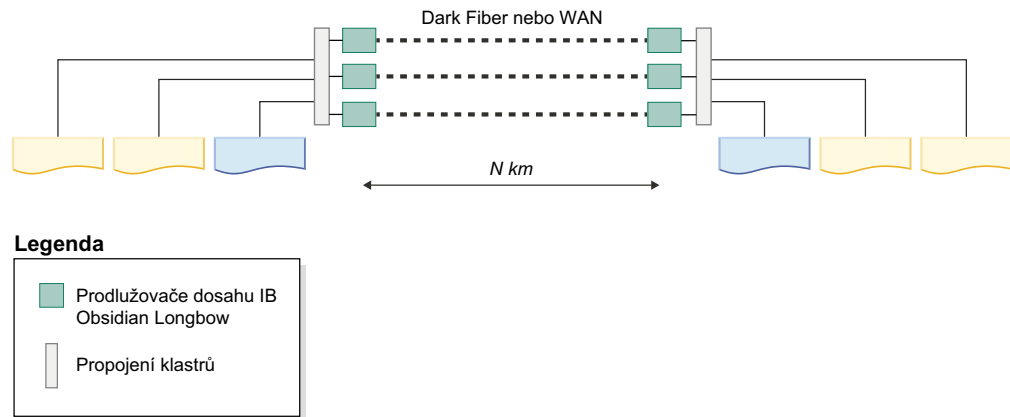 Dark Fiber nebo WAN
N km
Legenda
Prodlužovače dosahu IB
Obsidian Longbow
Propojení klastrů